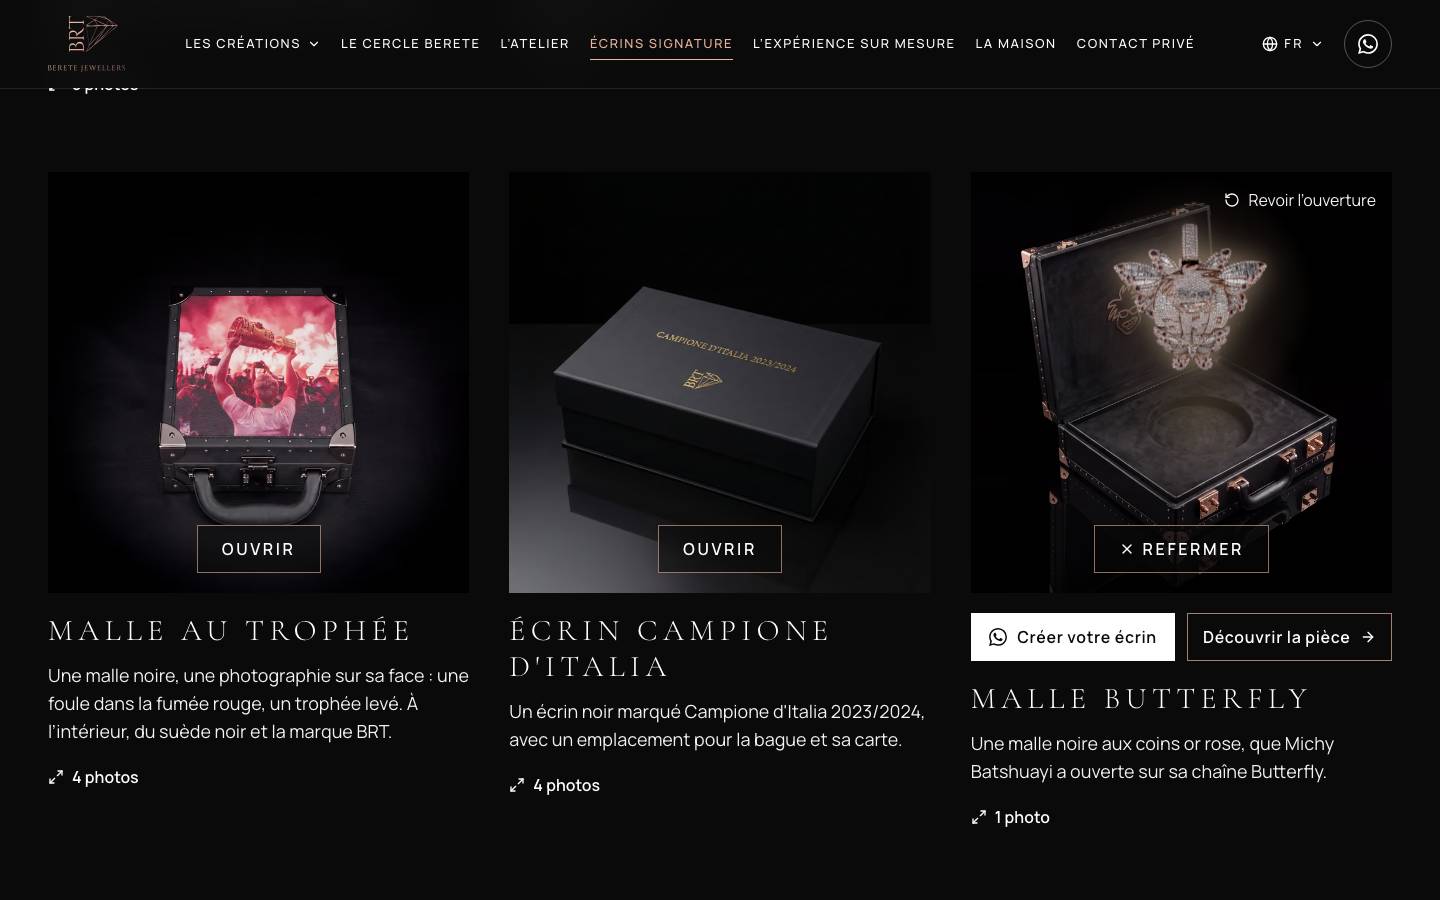 BRT
BERETE JEWELLERS
LES CRÉATIONS
LE CERCLE BERETE
L'ATELIER
ÉCRINS SIGNATURE
L'EXPÉRIENCE SUR MESURE
LA MAISON
CONTACT PRIVÉ
FR
Revoir l'ouverture
CAMPIONE D'ITALIA 2023/2024
BRT
OUVRIR
OUVRIR
REFERMER
MALLE AU TROPHÉE
Une malle noire, une photographie sur sa face : une
foule dans la fumée rouge, un trophée levé. À
l'intérieur, du suède noir et la marque BRT.
4 photos
ÉCRIN CAMPIONE
D'ITALIA
Un écrin noir marqué Campione d'Italia 2023/2024,
avec un emplacement pour la bague et sa carte.
4 photos
Créer votre écrin
Découvrir la pièce
MALLE BUTTERFLY
Une malle noire aux coins or rose, que Michy
Batshuayi a ouverte sur sa chaîne Butterfly.
1 photo